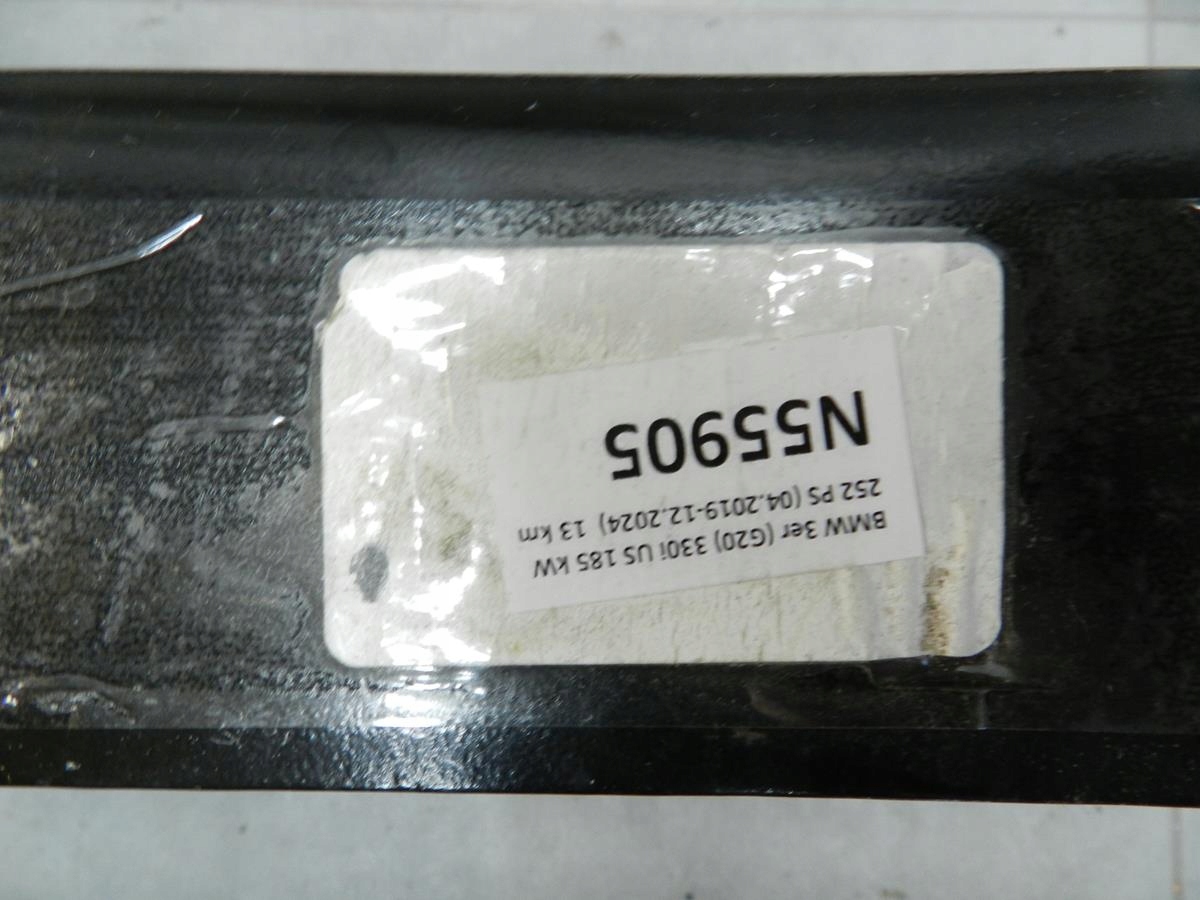 BMW 3er (G20) 330i US 185 kW
252 PS (04.2019-12.2024) 13 km
N55905